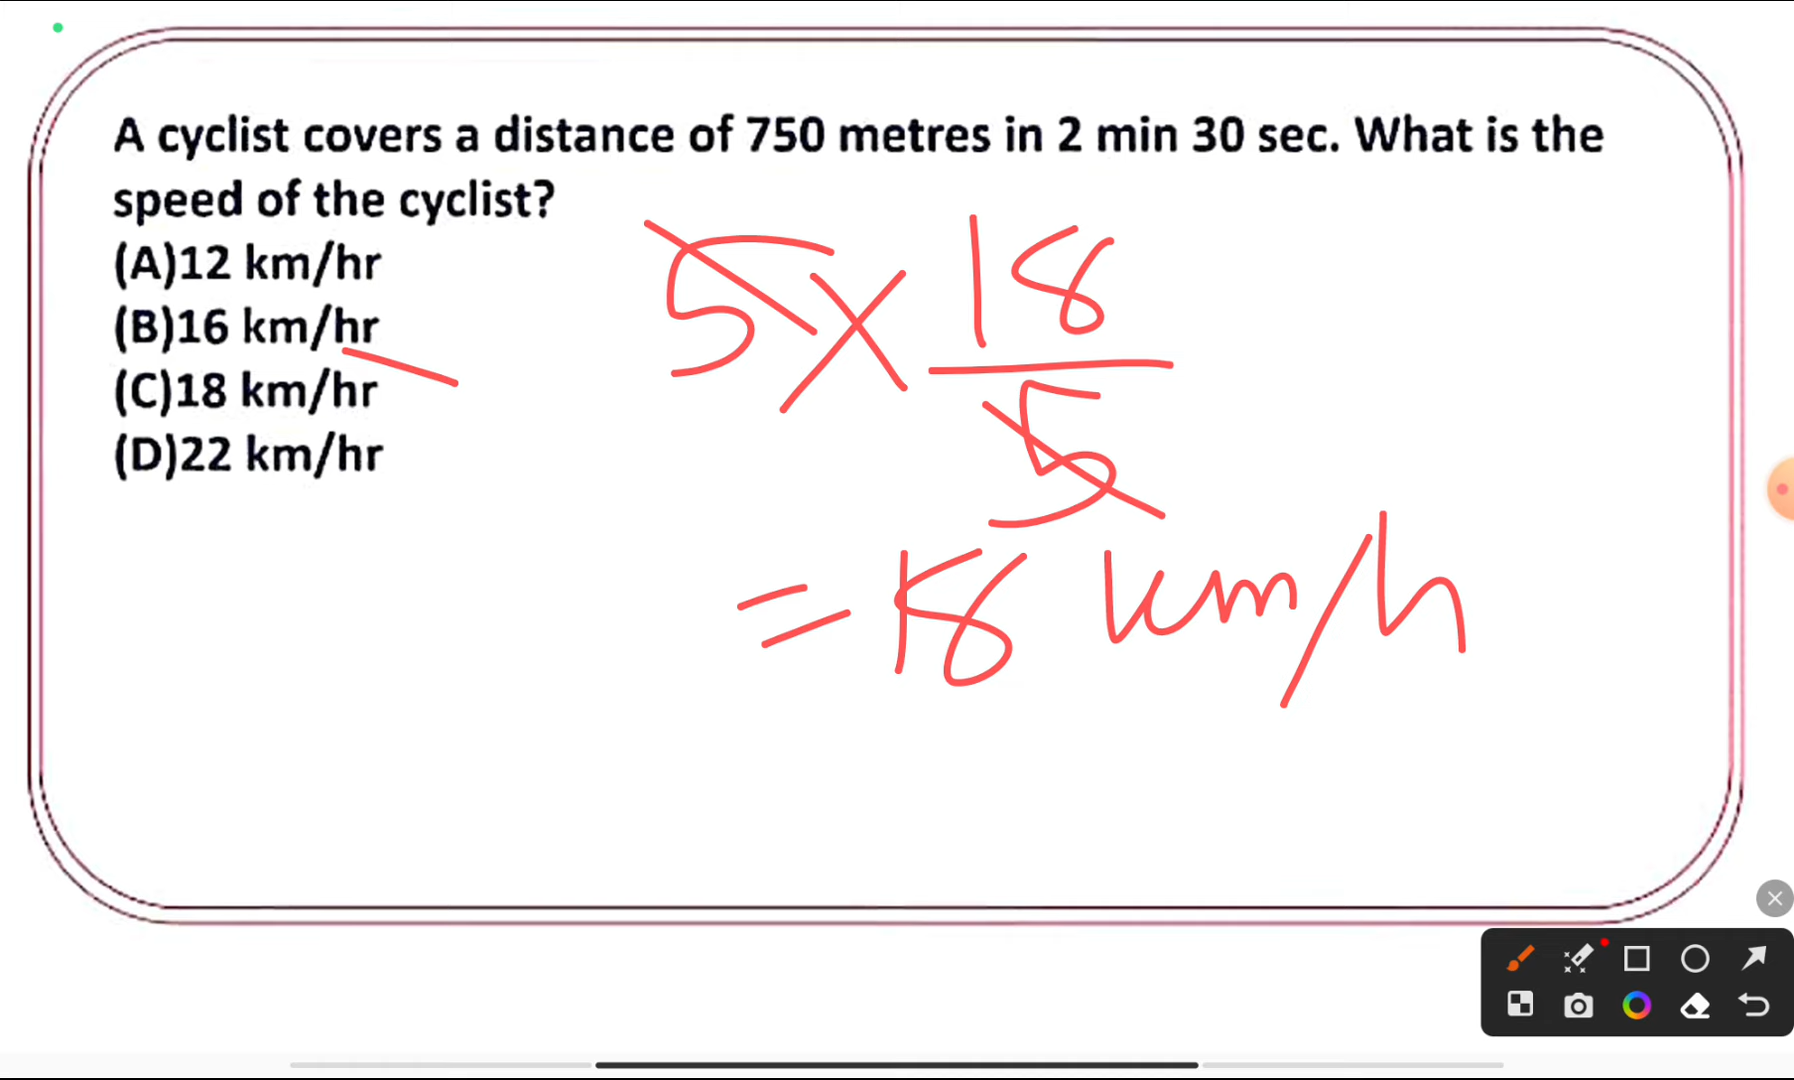 A cyclist covers a distance of 750 metres in 2 min 30 sec. What is the
speed of the cyclist?
(A)12 km/hr
(B)16 km/hr
(C)18 km/hr
(D)22 km/hr
5 × 18
5
= 18 km/h